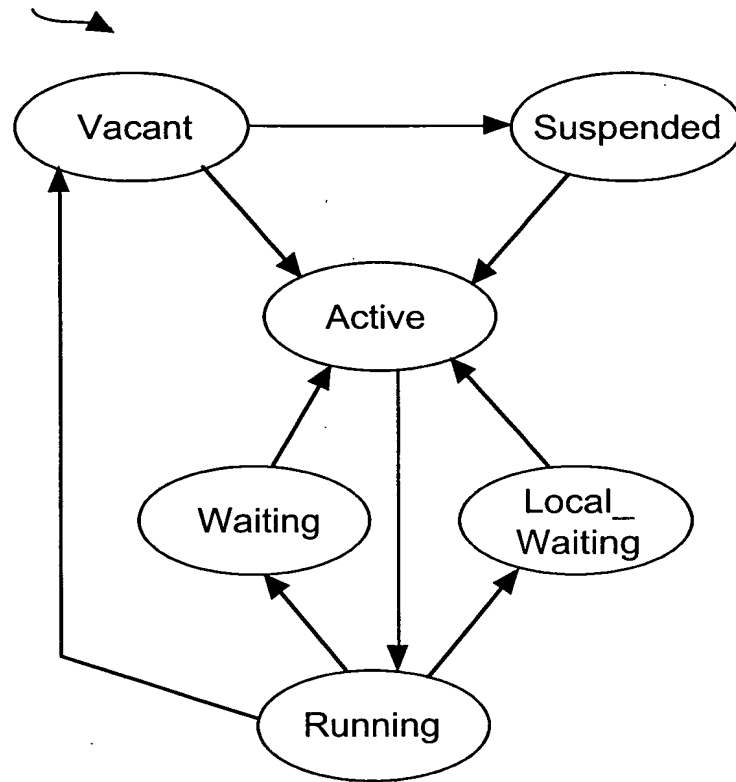 Vacant
Suspended
Active
Waiting
Local_
Waiting
Running